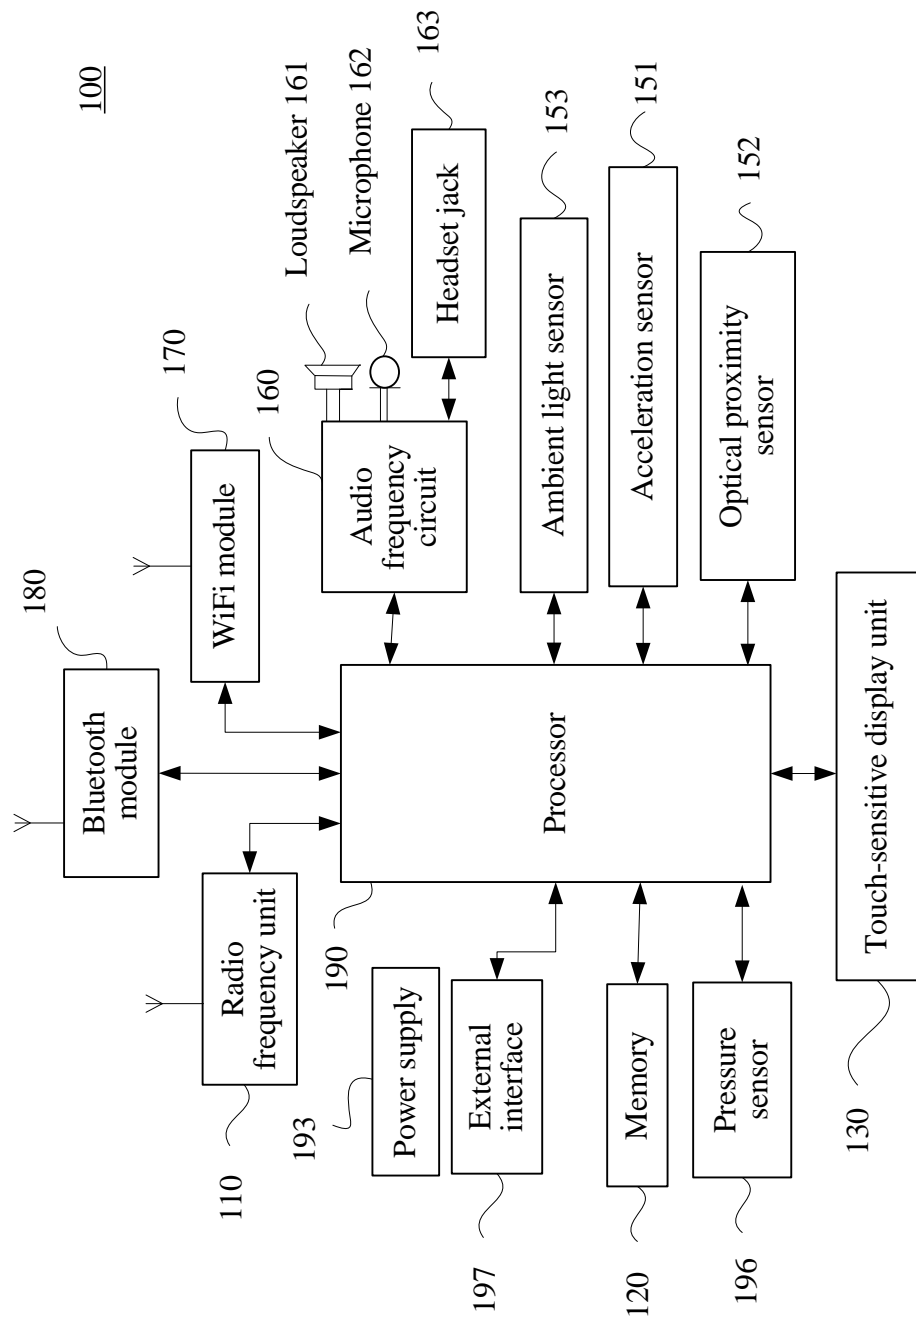 100
180
Bluetooth
module
170
WiFi module
Radio
frequency unit
110
160
Loudspeaker 161
Microphone 162
Audio
frequency
circuit
Headset jack
163
193
Power supply
190
Processor
External
interface
197
Ambient light sensor
153
Memory
120
Acceleration sensor
151
Pressure
sensor
196
Optical proximity
sensor
152
Touch-sensitive display unit
130